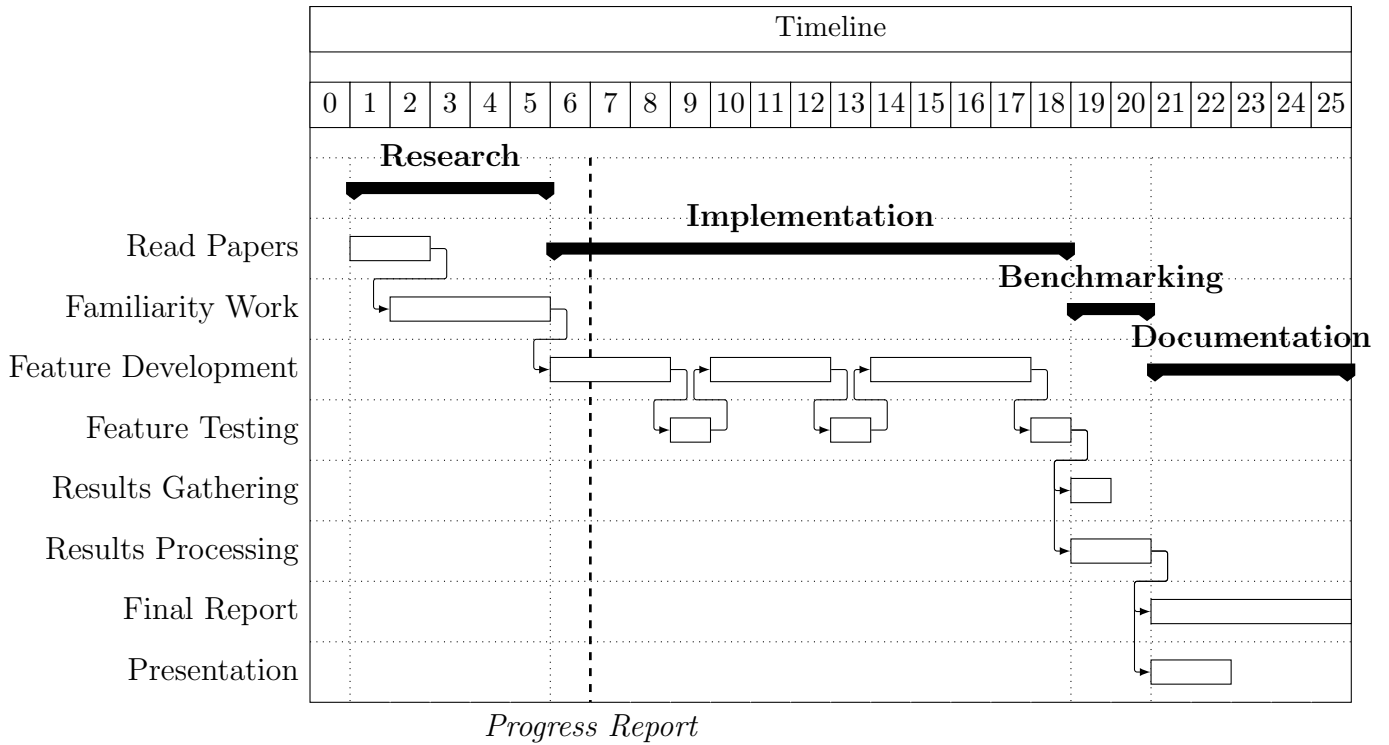 Timeline
0 1 2 3 4 5 6 7 8 9 10 11 12 13 14 15 16 17 18 19 20 21 22 23 24 25
Research
Implementation
Read Papers
Benchmarking
Familiarity Work
Documentation
Feature Development
Feature Testing
Results Gathering
Results Processing
Final Report
Presentation
Progress Report